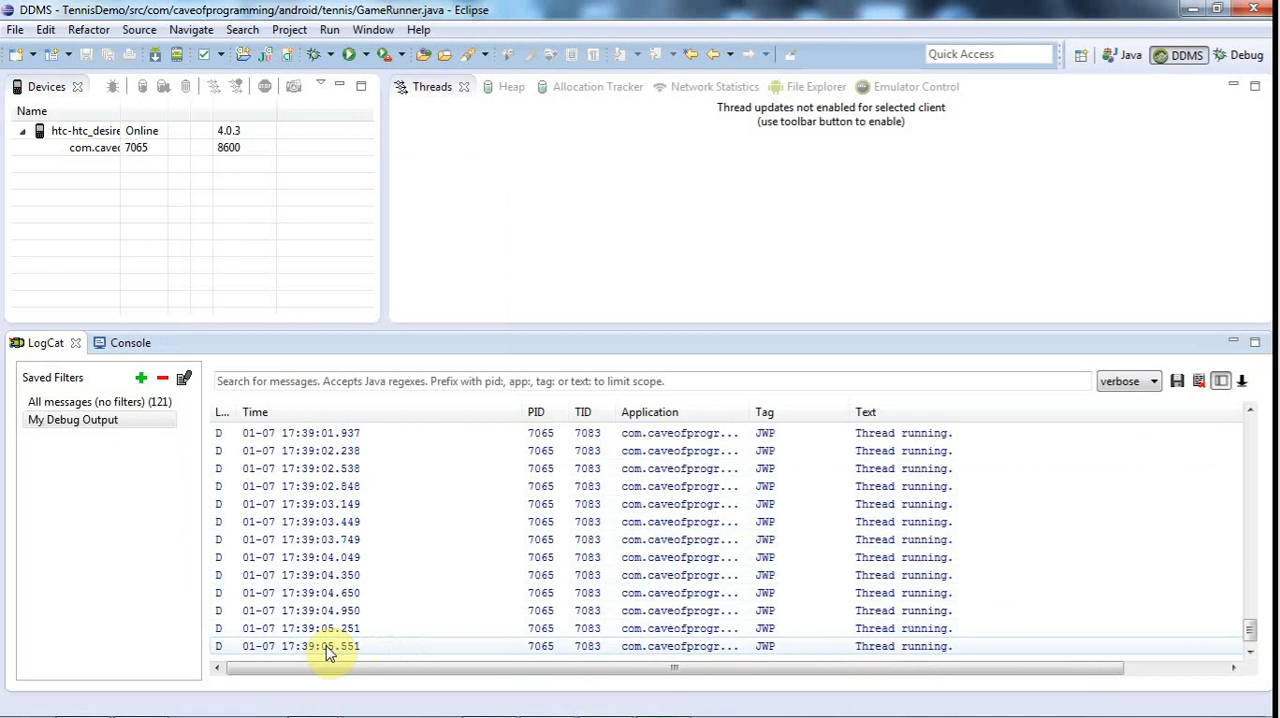 DDMS - TennisDemo/src/com/caveofprogramming/android/tennis/GameRunner.java - Eclipse
File Edit Refactor Source Navigate Search Project Run Window Help
Quick Access Java DDMS Debug
Devices Threads Heap Allocation Tracker Network Statistics File Explorer Emulator Control
Name
htc-htc_desire Online 4.0.3
com.cavec 7065 8600
Thread updates not enabled for selected client
(use toolbar button to enable)
LogCat Console
Saved Filters
All messages (no filters) (121)
My Debug Output
Search for messages. Accepts Java regexes. Prefix with pid:, app:, tag: or text: to limit scope. verbose
L... Time PID TID Application Tag Text
D 01-07 17:39:01.937 7065 7083 com.caveofprogr... JWP Thread running.
D 01-07 17:39:02.238 7065 7083 com.caveofprogr... JWP Thread running.
D 01-07 17:39:02.538 7065 7083 com.caveofprogr... JWP Thread running.
D 01-07 17:39:02.848 7065 7083 com.caveofprogr... JWP Thread running.
D 01-07 17:39:03.149 7065 7083 com.caveofprogr... JWP Thread running.
D 01-07 17:39:03.449 7065 7083 com.caveofprogr... JWP Thread running.
D 01-07 17:39:03.749 7065 7083 com.caveofprogr... JWP Thread running.
D 01-07 17:39:04.049 7065 7083 com.caveofprogr... JWP Thread running.
D 01-07 17:39:04.350 7065 7083 com.caveofprogr... JWP Thread running.
D 01-07 17:39:04.650 7065 7083 com.caveofprogr... JWP Thread running.
D 01-07 17:39:04.950 7065 7083 com.caveofprogr... JWP Thread running.
D 01-07 17:39:05.251 7065 7083 com.caveofprogr... JWP Thread running.
D 01-07 17:39:05.551 7065 7083 com.caveofprogr... JWP Thread running.